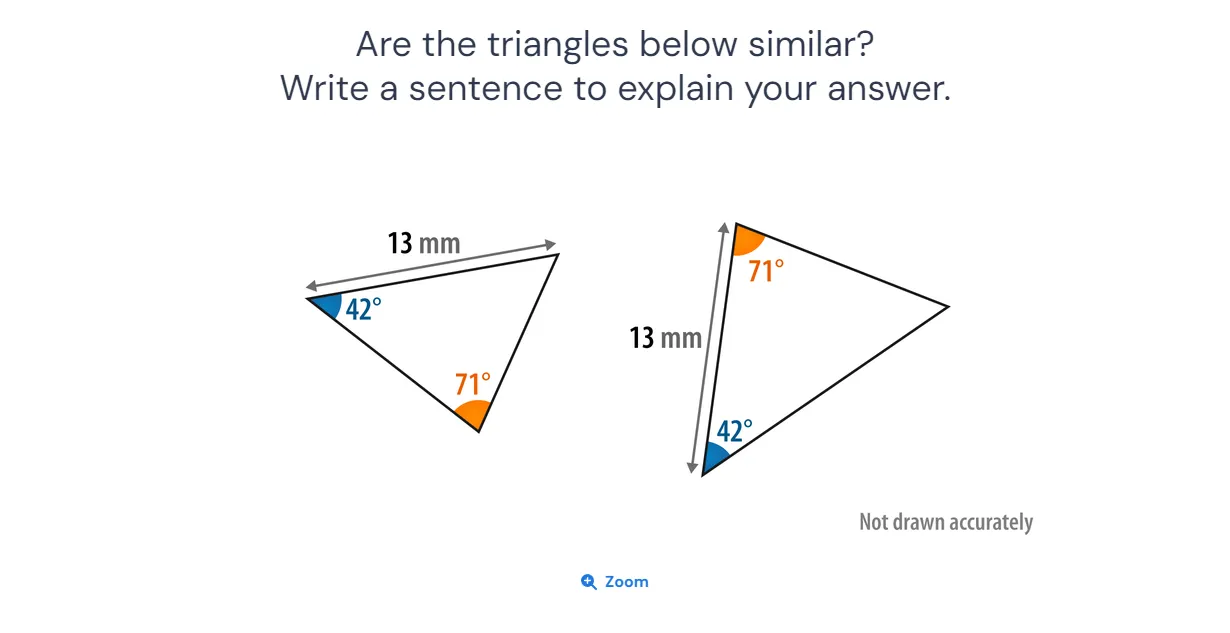 Are the triangles below similar?
Write a sentence to explain your answer.
13 mm
42°
71°
71°
13 mm
42°
Not drawn accurately
Zoom